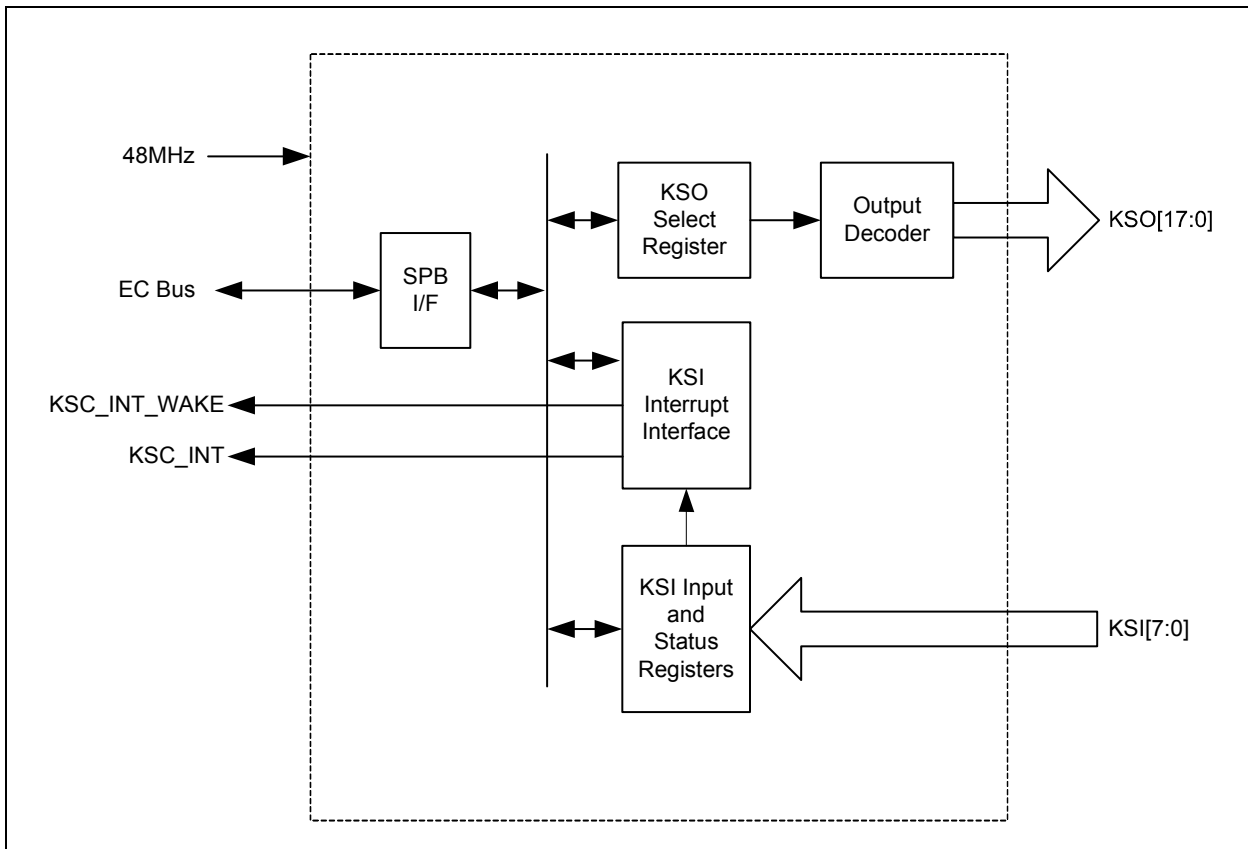 48MHz
KSO
Select
Register
Output
Decoder
KSO[17:0]
EC Bus
SPB
I/F
KSI
Interrupt
Interface
KSC_INT_WAKE
KSC_INT
KSI Input
and
Status
Registers
KSI[7:0]